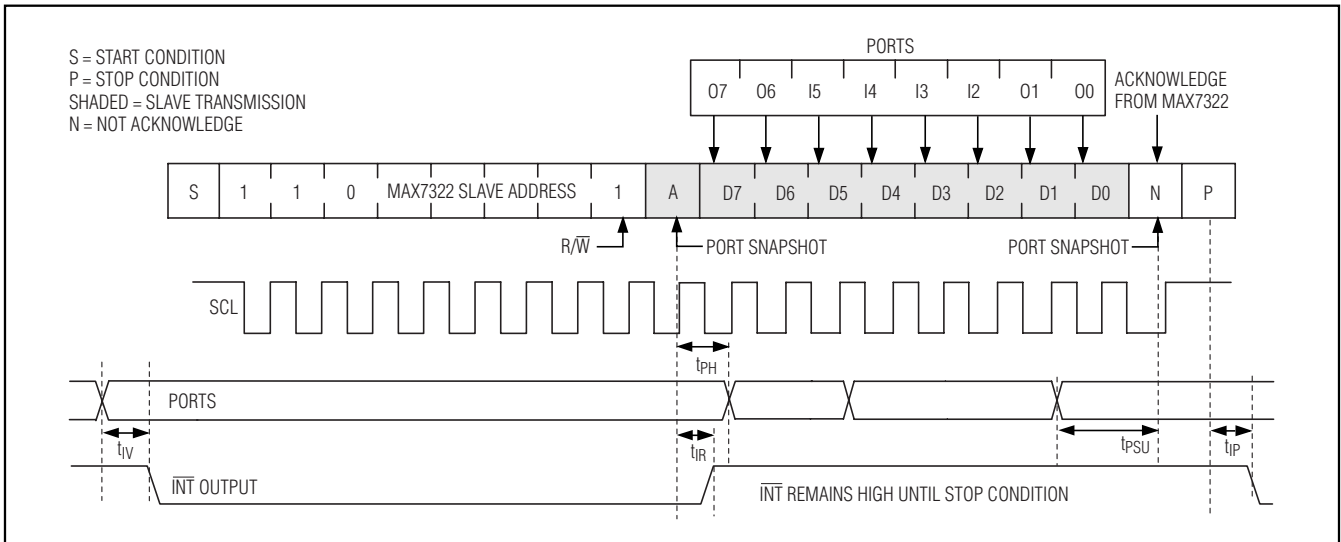 S = START CONDITION
P = STOP CONDITION
SHADED = SLAVE TRANSMISSION
N = NOT ACKNOWLEDGE
PORTS
O7 O6 I5 I4 I3 I2 O1 O0
ACKNOWLEDGE
FROM MAX7322
S 1 1 0 MAX7322 SLAVE ADDRESS 1 A D7 D6 D5 D4 D3 D2 D1 D0 N P
R/W̅ PORT SNAPSHOT PORT SNAPSHOT
SCL
tPH
PORTS
tIV tIR tPSU tIP
I̅N̅T̅ OUTPUT I̅N̅T̅ REMAINS HIGH UNTIL STOP CONDITION